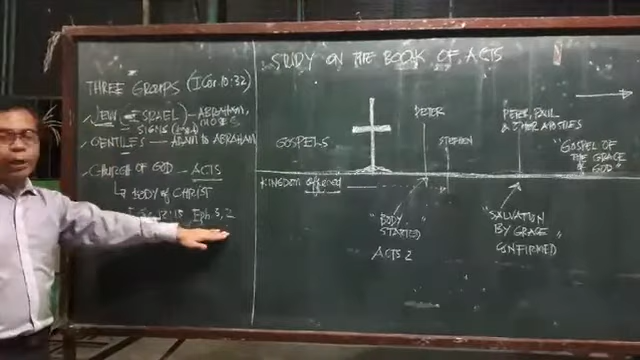 STUDY ON THE BOOK OF ACTS
THREE GROUPS (I Cor. 10:32)
JEW (ISRAEL) - ABRAHAM,
SIGNS
GENTILES - ADAM to ABRAHAM
CHURCH OF GOD - ACTS
BODY OF CHRIST
Eph. 3, 2
GOSPELS
KINGDOM offered
PETER
STEPHEN
PETER, PAUL
& OTHER APOSTLES
"GOSPEL OF
THE GRACE
OF GOD"
"BODY
STARTED"
ACTS 2
"SALVATION
BY GRACE"
CONFIRMED